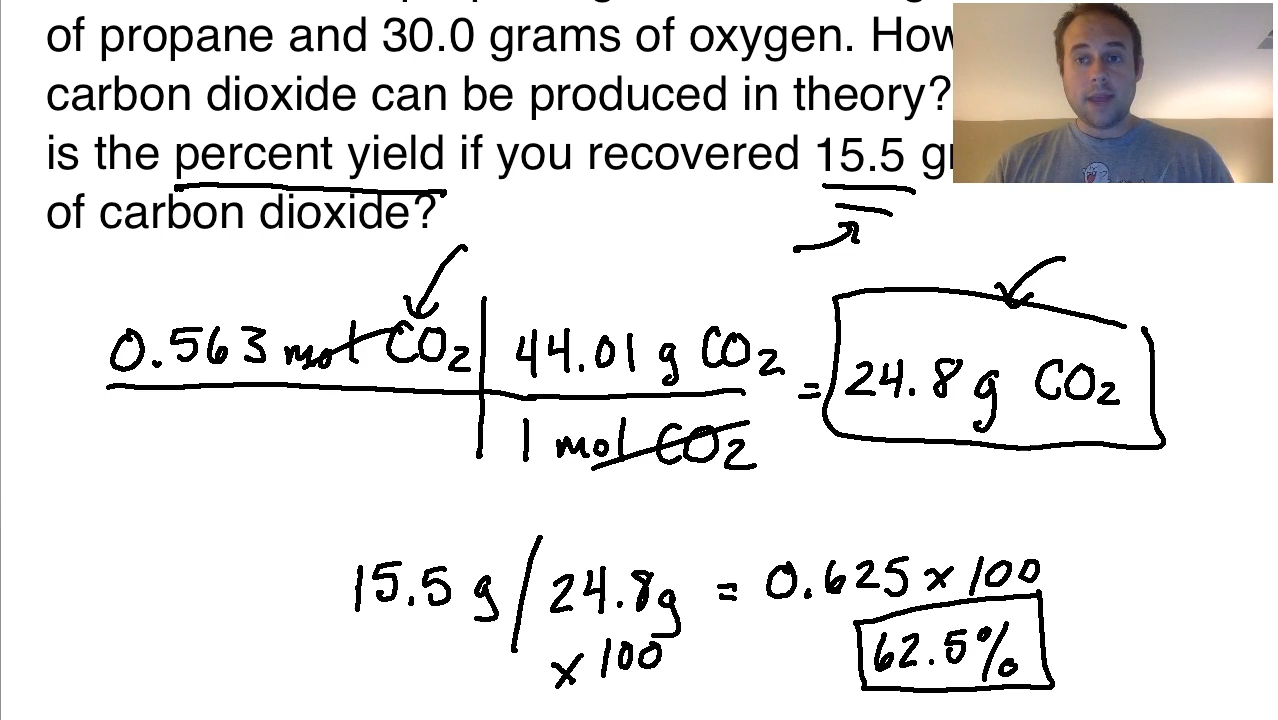 of propane and 30.0 grams of oxygen. How
carbon dioxide can be produced in theory?
is the percent yield if you recovered 15.5 g
of carbon dioxide?
0.563 mol CO2 44.01 g CO2 = 24.8 g CO2
1 mol CO2
15.5 g / 24.8g = 0.625 x 100
x 100 62.5%